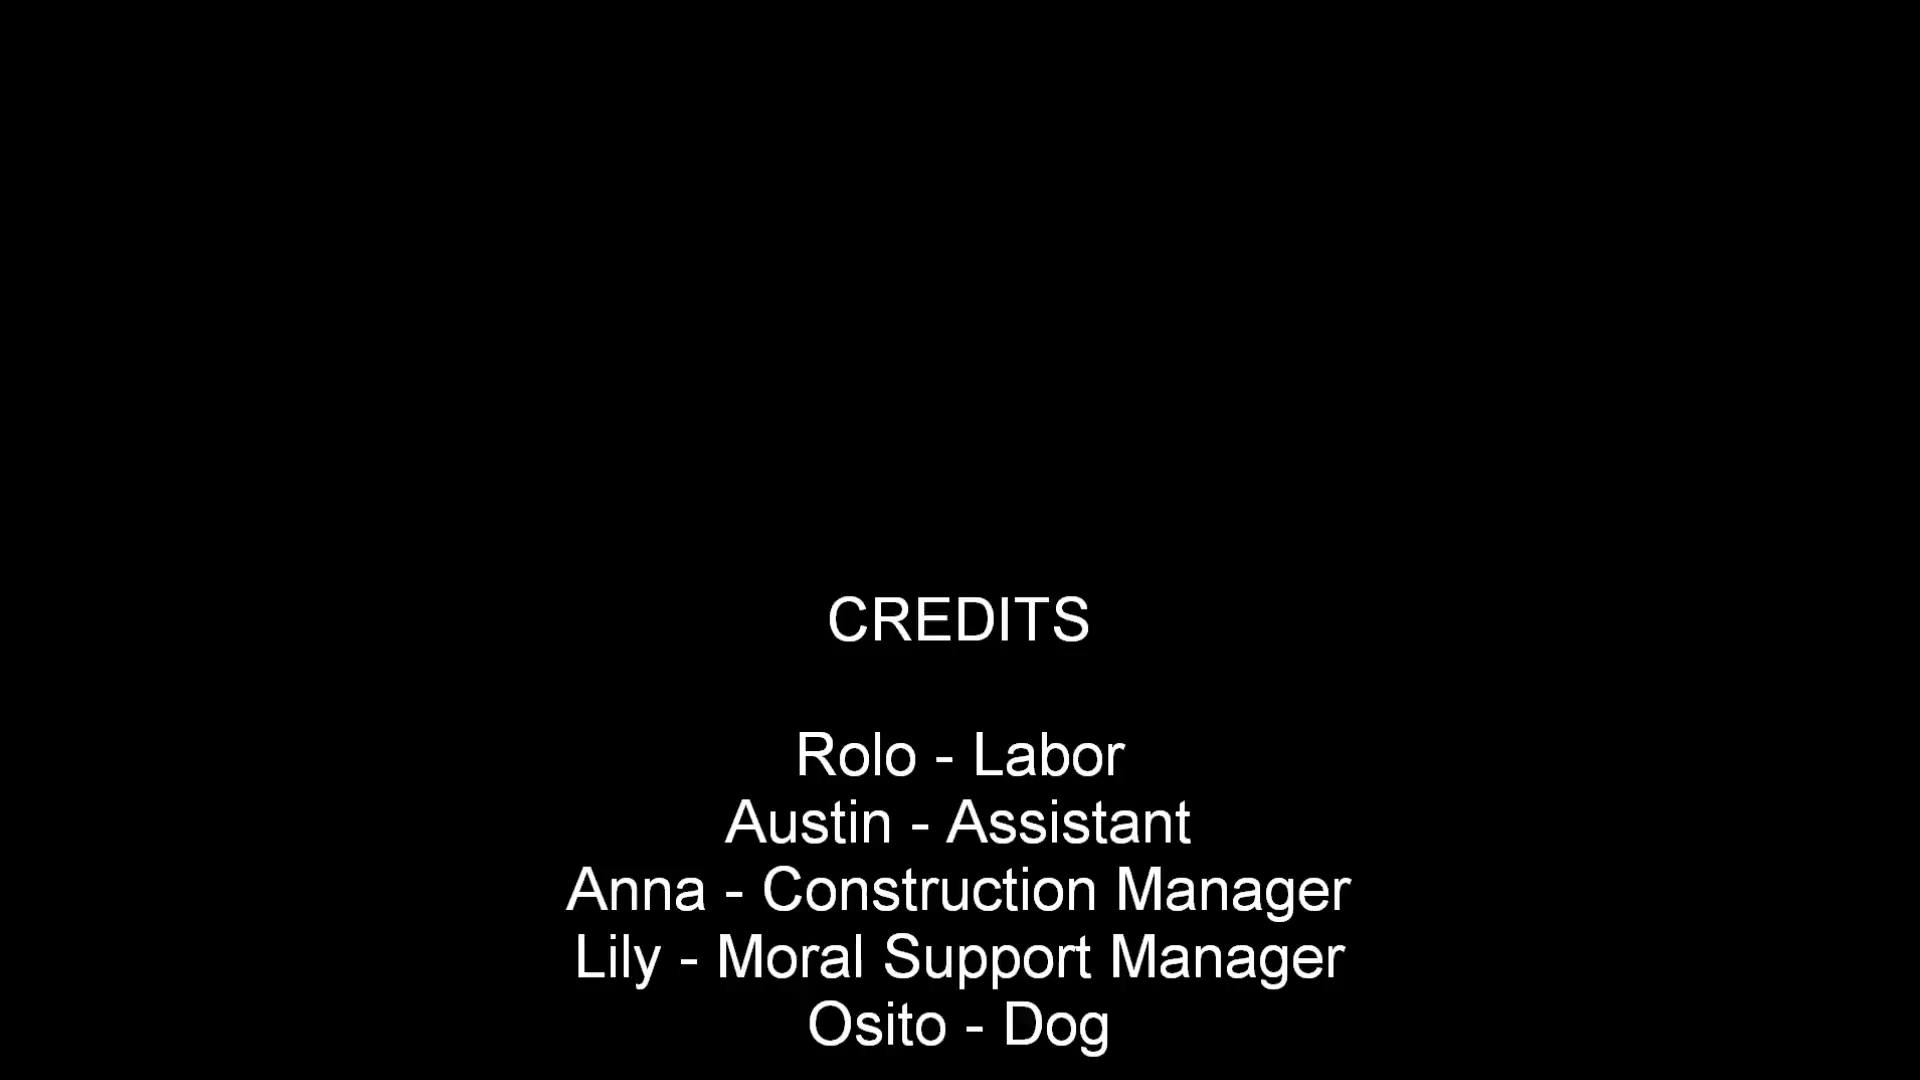 CREDITS
Rolo - Labor
Austin - Assistant
Anna - Construction Manager
Lily - Moral Support Manager
Osito - Dog